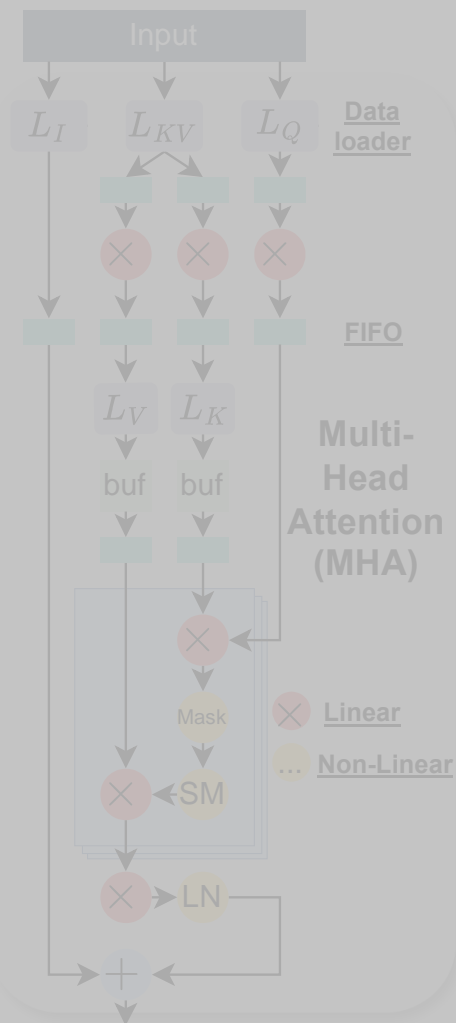 Input
L_I
L_KV
L_Q
Data
loader
×
×
×
FIFO
L_V
L_K
buf
buf
Multi-
Head
Attention
(MHA)
×
Mask
× Linear
... Non-Linear
×
SM
×
LN
+